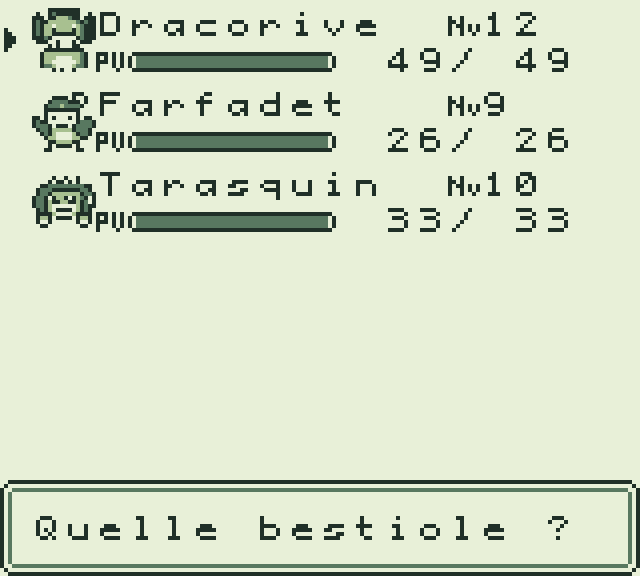 Dracorive Nv12
PV 49/ 49
Farfadet Nv9
PV 26/ 26
Tarasquin Nv10
PV 33/ 33
Quelle bestiole ?